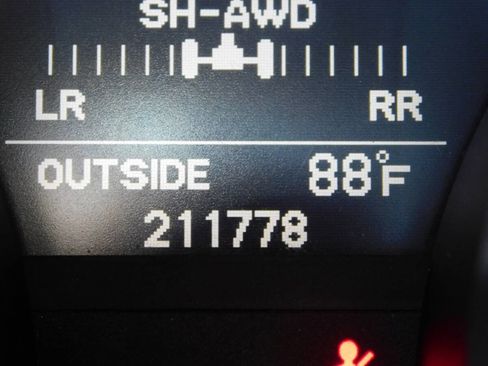 SH-AWD
LR RR
OUTSIDE 88°F
211778